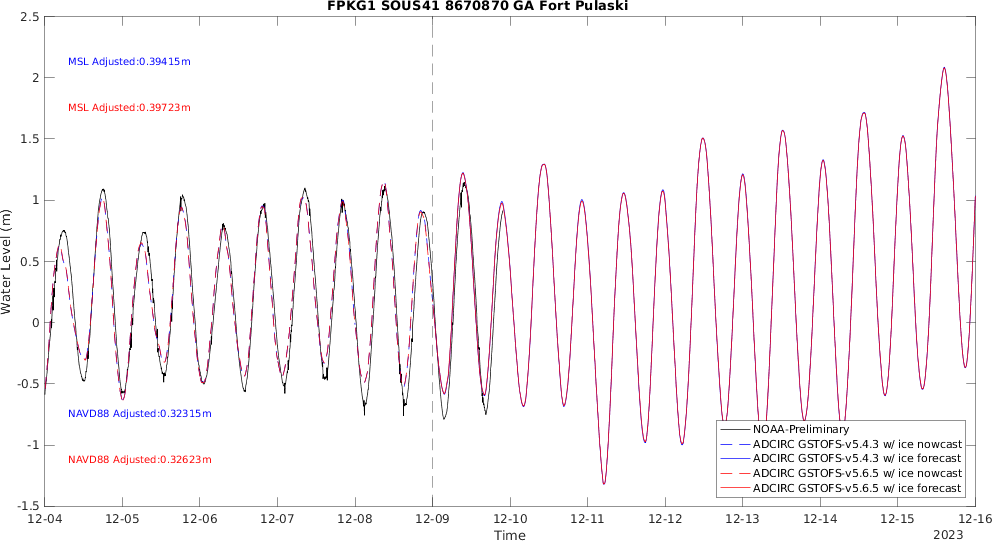 FPKG1 SOUS41 8670870 GA Fort Pulaski
2.5
2
1.5
1
0.5
0
-0.5
-1
-1.5
Water Level (m)
MSL Adjusted:0.39415m
MSL Adjusted:0.39723m
NAVD88 Adjusted:0.32315m
NAVD88 Adjusted:0.32623m
NOAA-Preliminary
ADCIRC GSTOFS-v5.4.3 w/ ice nowcast
ADCIRC GSTOFS-v5.4.3 w/ ice forecast
ADCIRC GSTOFS-v5.6.5 w/ ice nowcast
ADCIRC GSTOFS-v5.6.5 w/ ice forecast
12-04 12-05 12-06 12-07 12-08 12-09 12-10 12-11 12-12 12-13 12-14 12-15 12-16
Time
2023